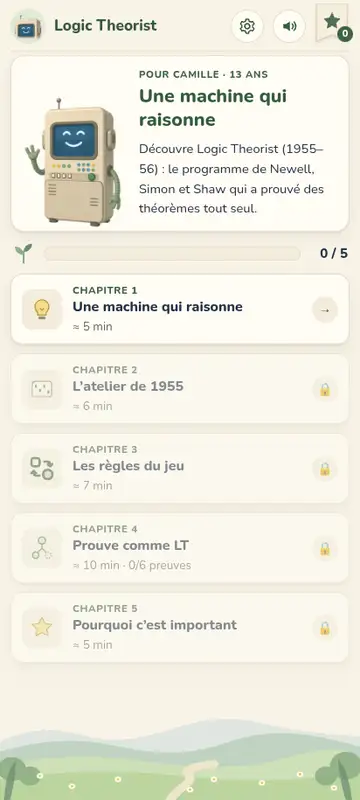 Logic Theorist
0
POUR CAMILLE · 13 ANS
Une machine qui
raisonne
Découvre Logic Theorist (1955–
56) : le programme de Newell,
Simon et Shaw qui a prouvé des
théorèmes tout seul.
0 / 5
CHAPITRE 1
Une machine qui raisonne
≈ 5 min
→
CHAPITRE 2
L’atelier de 1955
≈ 6 min
CHAPITRE 3
Les règles du jeu
≈ 7 min
CHAPITRE 4
Prouve comme LT
≈ 10 min · 0/6 preuves
CHAPITRE 5
Pourquoi c’est important
≈ 5 min